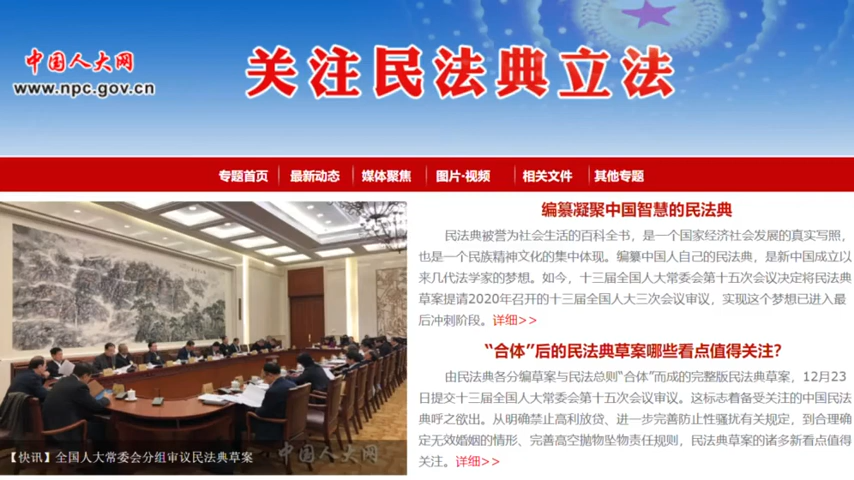 中国人大网
www.npc.gov.cn
关注民法典立法
专题首页
最新动态
媒体聚焦
图片·视频
相关文件
其他专题
编纂凝聚中国智慧的民法典
民法典被誉为社会生活的百科全书，是一个国家经济社会发展的真实写照，
也是一个民族精神文化的集中体现。编纂中国人自己的民法典，是新中国成立以
来几代法学家的梦想。如今，十三届全国人大常委会第十五次会议决定将民法典
草案提请2020年召开的十三届全国人大三次会议审议，实现这个梦想已进入最
后冲刺阶段。详细>>
“合体”后的民法典草案哪些看点值得关注？
由民法典各分编草案与民法总则“合体”而成的完整版民法典草案，12月23
日提交十三届全国人大常委会第十五次会议审议。这标志着备受关注的中国民法
典呼之欲出。从明确禁止高利放贷、进一步完善防止性骚扰有关规定，到合理确
定无效婚姻的情形、完善高空抛物坠物责任规则，民法典草案的诸多新看点值得
关注。详细>>
【快讯】全国人大常委会分组审议民法典草案
中国人大网